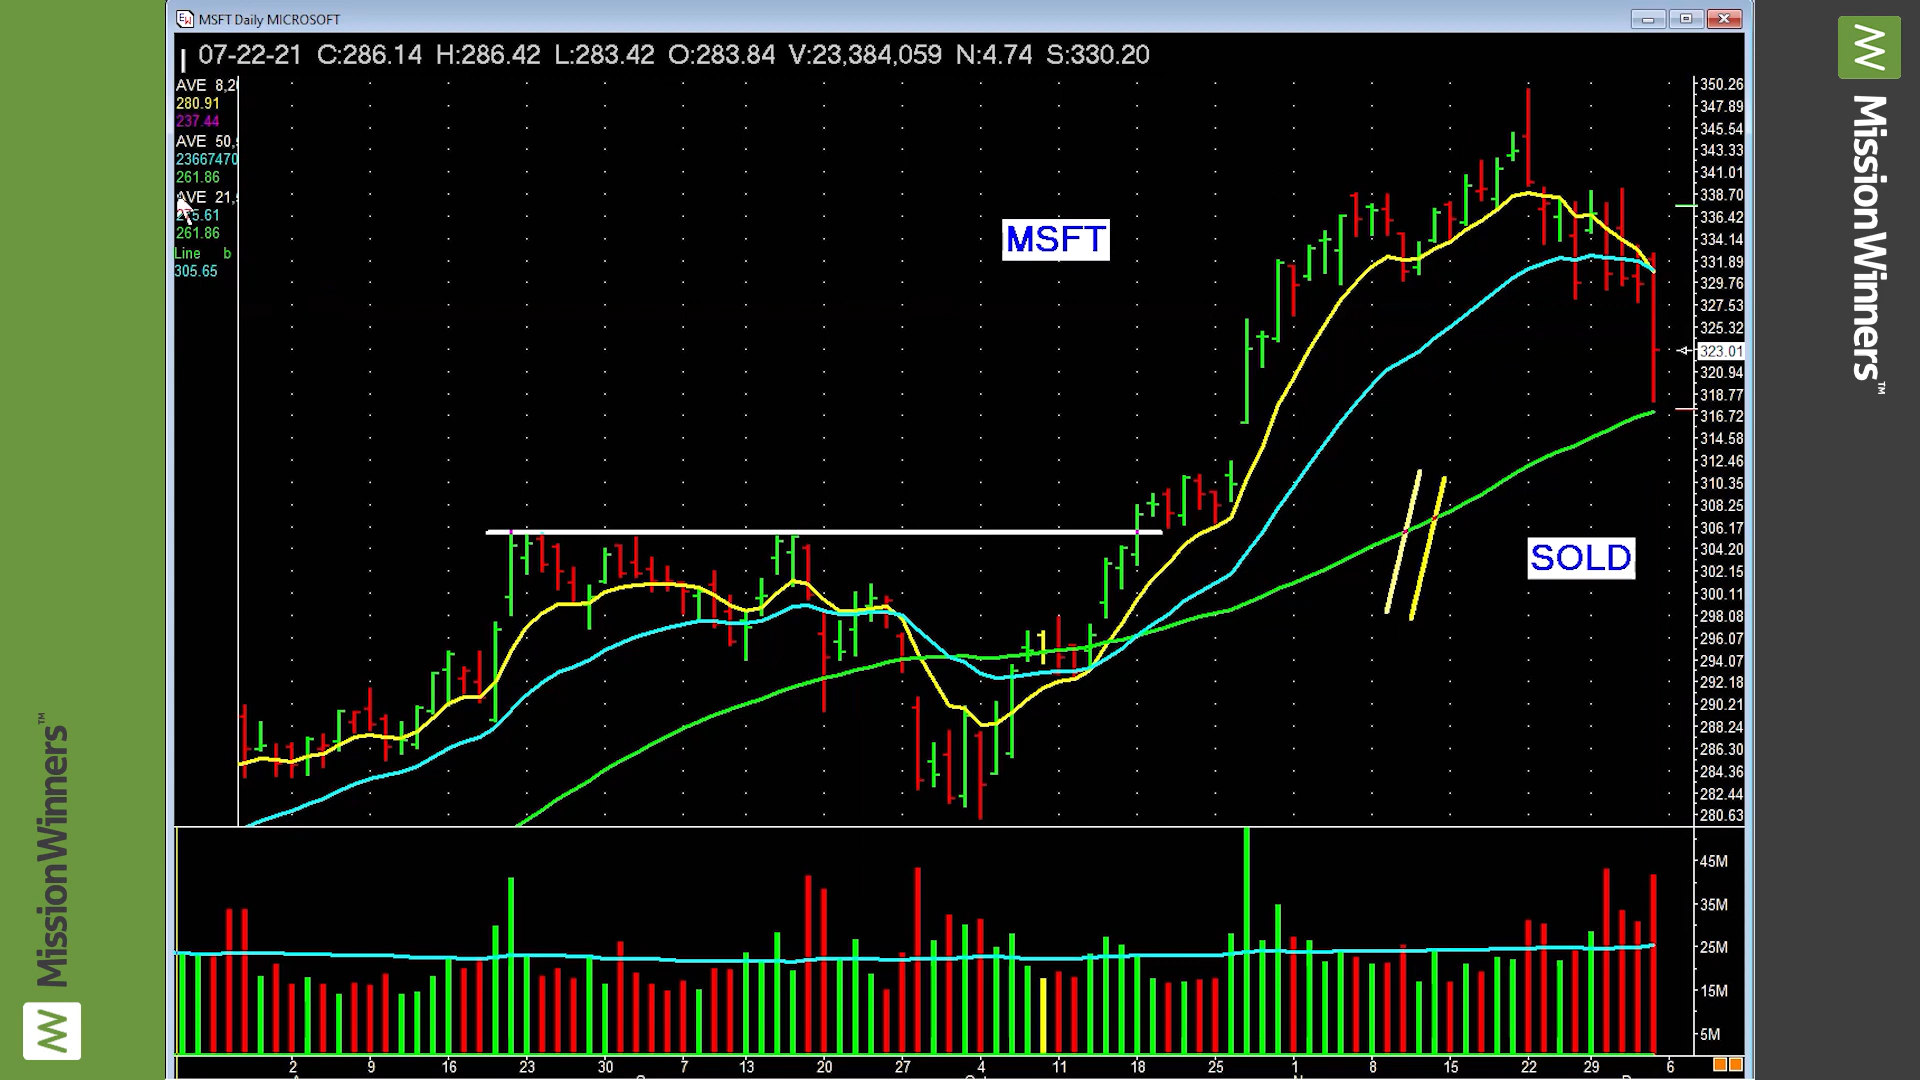 MSFT Daily MICROSOFT
07-22-21 C:286.14 H:286.42 L:283.42 O:283.84 V:23,384,059 N:4.74 S:330.20
AVE 8,20
280.91
237.44
AVE 50,
23667470
261.86
AVE 21,
5.61
261.86
Line b
305.65
MSFT
SOLD
350.26
347.89
345.54
343.33
341.01
338.70
336.42
334.14
331.89
329.76
327.53
325.32
323.01
320.94
318.77
316.72
314.58
312.46
310.35
308.25
306.17
304.20
302.15
300.11
298.08
296.07
294.07
292.18
290.21
288.24
286.30
284.36
282.44
280.63
45M
35M
25M
15M
5M
2 9 16 23 30 7 13 20 27 4 11 18 25 1 8 15 22 29 6
MissionWinners™
MissionWinners™